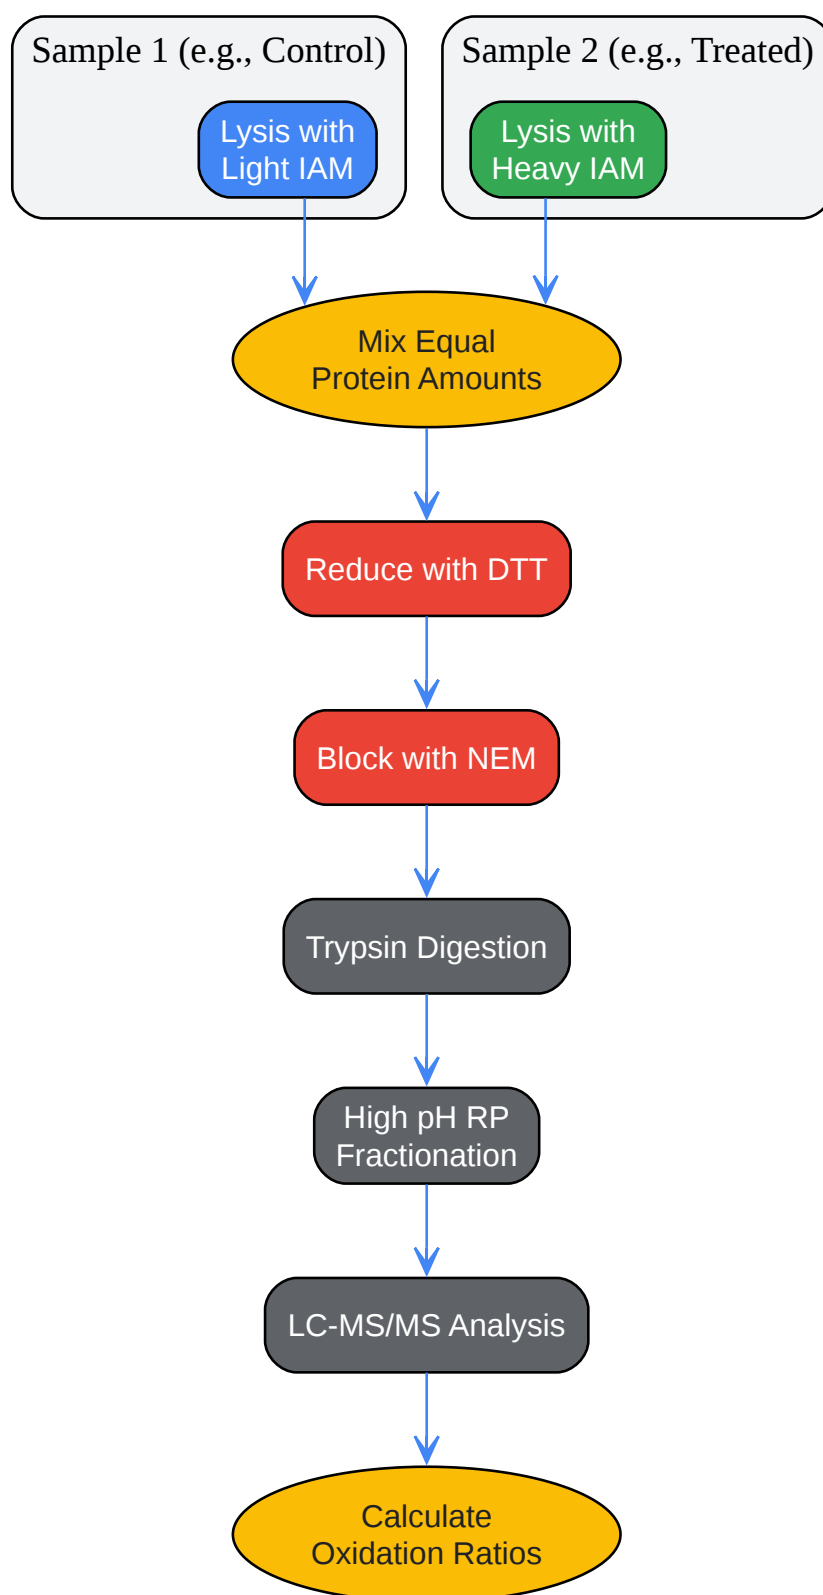 Sample 1 (e.g., Control)
Sample 2 (e.g., Treated)
Lysis with
Light IAM
Lysis with
Heavy IAM
Mix Equal
Protein Amounts
Reduce with DTT
Block with NEM
Trypsin Digestion
High pH RP
Fractionation
LC-MS/MS Analysis
Calculate
Oxidation Ratios